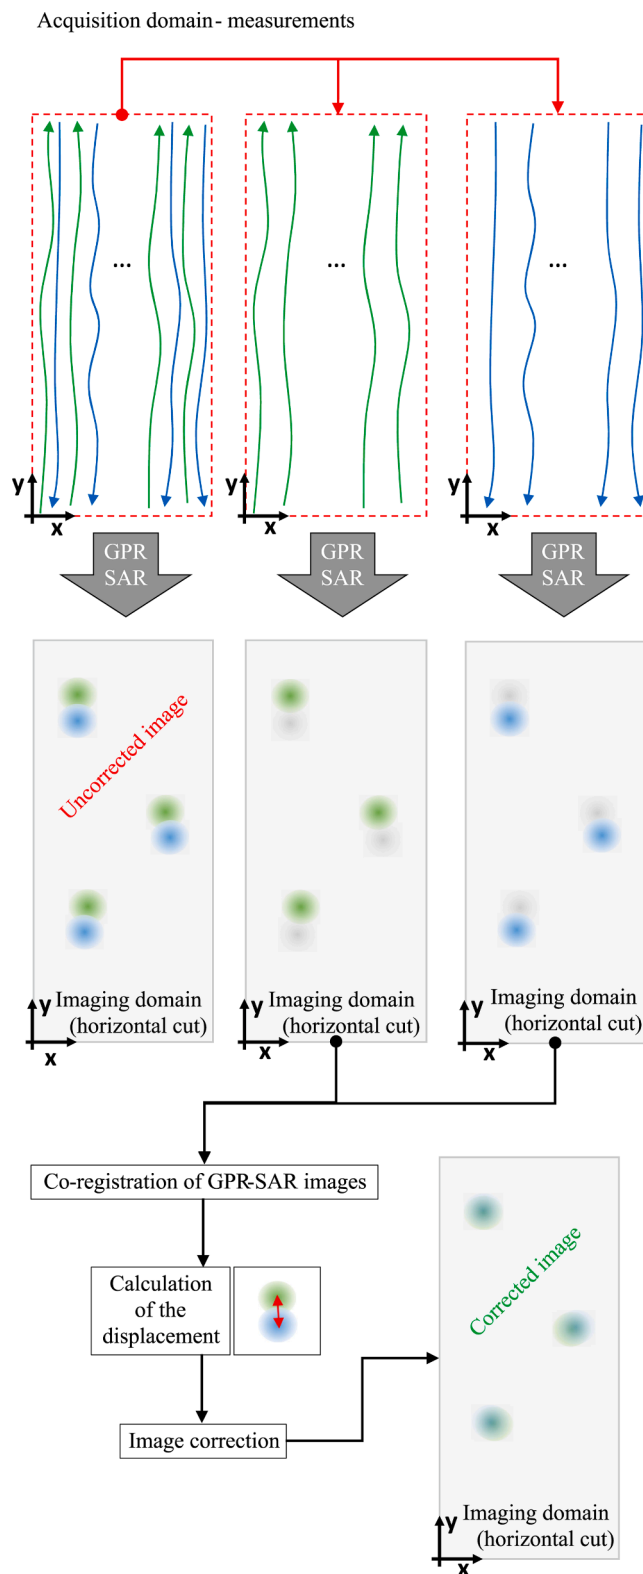 Acquisition domain- measurements
... ... ...
y y y
x x x
GPR GPR GPR
SAR SAR SAR
Uncorrected image
y Imaging domain y Imaging domain y Imaging domain
(horizontal cut) (horizontal cut) (horizontal cut)
x x x
Co-registration of GPR-SAR images
Calculation
of the
displacement
Corrected image
Image correction
Imaging domain
y (horizontal cut)
x